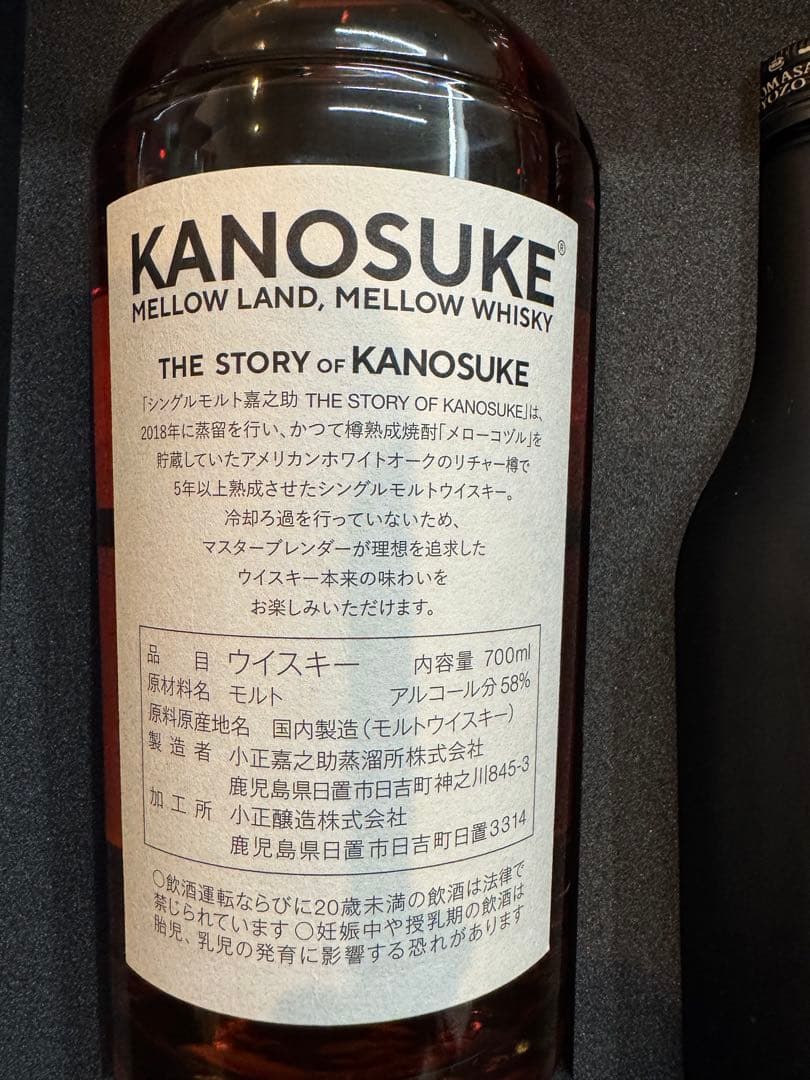 KANOSUKE®
MELLOW LAND, MELLOW WHISKY
THE STORY OF KANOSUKE
「シングルモルト嘉之助 THE STORY OF KANOSUKE」は、
2018年に蒸留を行い、かつて樽熟成焼酎「メローコヅル」を
貯蔵していたアメリカンホワイトオークのリチャー樽で
5年以上熟成させたシングルモルトウイスキー。
冷却ろ過を行っていないため、
マスターブレンダーが理想を追求した
ウイスキー本来の味わいを
お楽しみいただけます。
品目 ウイスキー 内容量 700ml
原材料名 モルト アルコール分 58%
原料原産地名 国内製造(モルトウイスキー)
製造者 小正嘉之助蒸溜所株式会社
鹿児島県日置市日吉町神之川845-3
加工所 小正醸造株式会社
鹿児島県日置市日吉町日置3314
○飲酒運転ならびに20歳未満の飲酒は法律で
禁じられています ○妊娠中や授乳期の飲酒は
胎児、乳児の発育に影響する恐れがあります
OMASA
YOZO